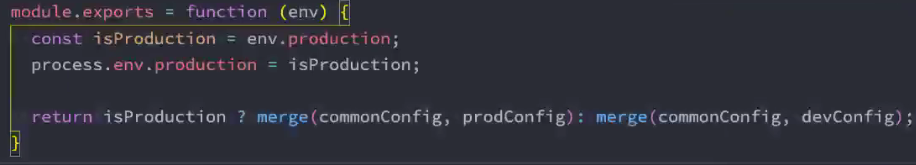 module.exports = function (env) {
const isProduction = env.production;
process.env.production = isProduction;
return isProduction ? merge(commonConfig, prodConfig): merge(commonConfig, devConfig);
}